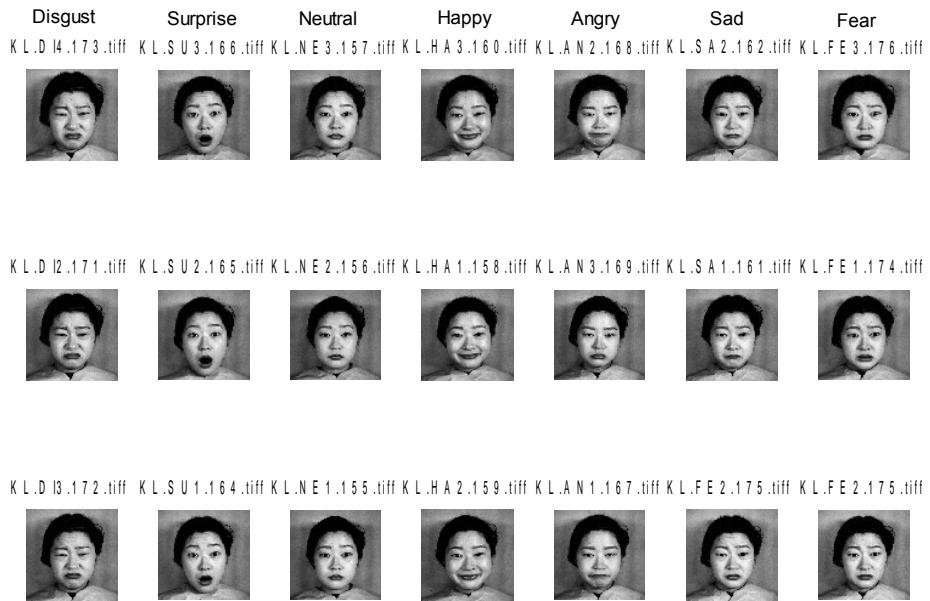 Disgust Surprise Neutral Happy Angry Sad Fear
KL.DI4.173.tiff KL.SU3.166.tiff KL.NE3.157.tiff KL.HA3.160.tiff KL.AN2.168.tiff KL.SA2.162.tiff KL.FE3.176.tiff
KL.DI2.171.tiff KL.SU2.165.tiff KL.NE2.156.tiff KL.HA1.158.tiff KL.AN3.169.tiff KL.SA1.161.tiff KL.FE1.174.tiff
KL.DI3.172.tiff KL.SU1.164.tiff KL.NE1.155.tiff KL.HA2.159.tiff KL.AN1.167.tiff KL.FE2.175.tiff KL.FE2.175.tiff